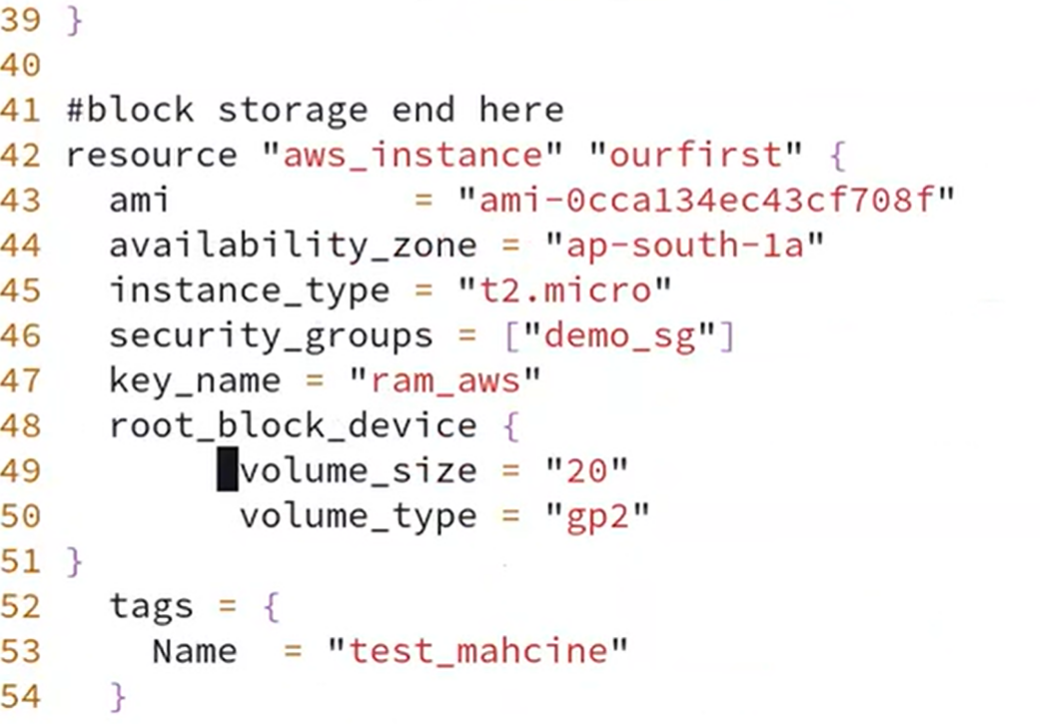 39 }
40
41 #block storage end here
42 resource "aws_instance" "ourfirst" {
43   ami           = "ami-0cca134ec43cf708f"
44   availability_zone = "ap-south-1a"
45   instance_type = "t2.micro"
46   security_groups = ["demo_sg"]
47   key_name = "ram_aws"
48   root_block_device {
49         volume_size = "20"
50         volume_type = "gp2"
51 }
52   tags = {
53     Name  = "test_mahcine"
54   }